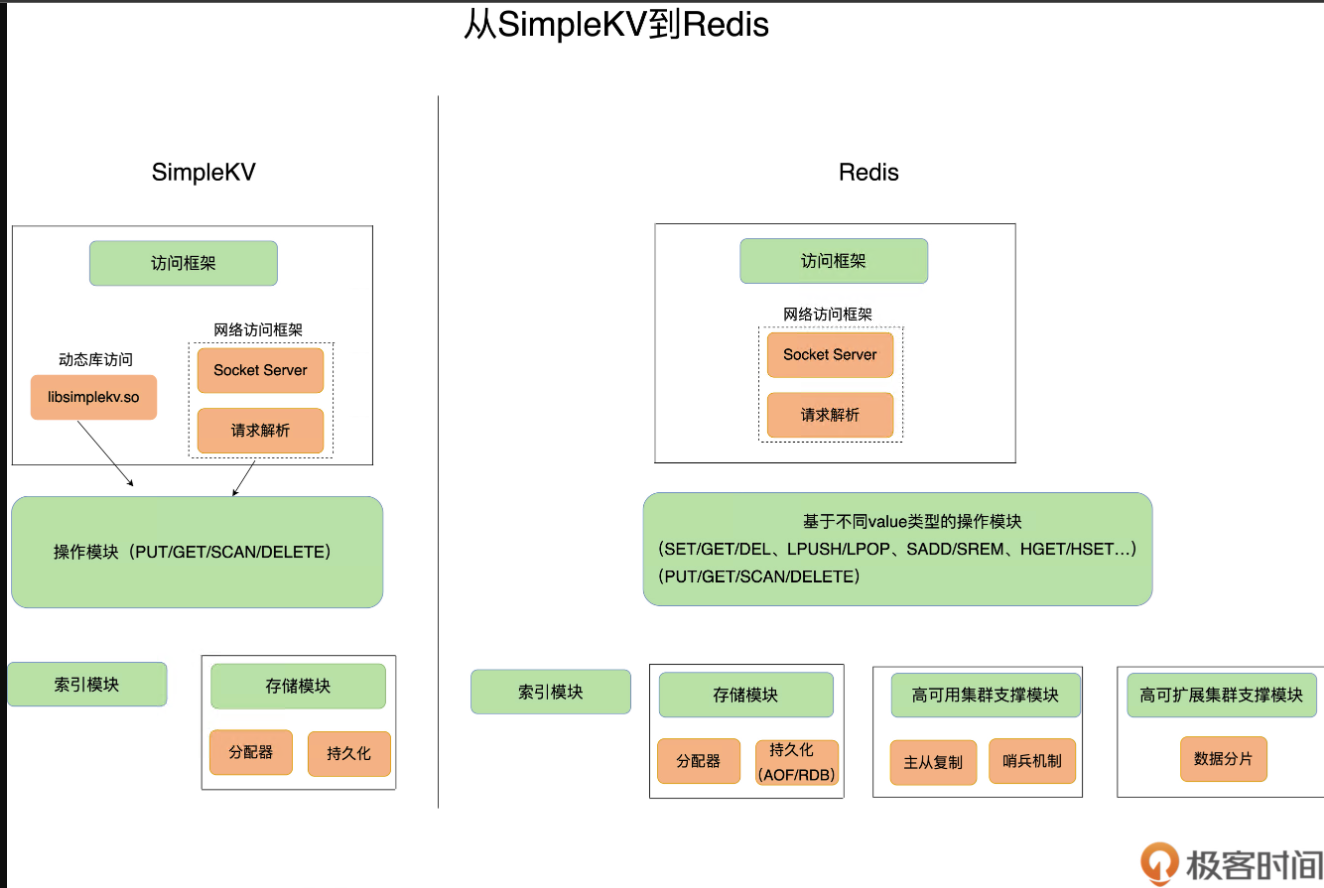 从SimpleKV到Redis
SimpleKV
访问框架
网络访问框架
动态库访问
Socket Server
libsimplekv.so
请求解析
操作模块（PUT/GET/SCAN/DELETE）
索引模块
存储模块
分配器
持久化
Redis
访问框架
网络访问框架
Socket Server
请求解析
基于不同value类型的操作模块
（SET/GET/DEL、LPUSH/LPOP、SADD/SREM、HGET/HSET...）
（PUT/GET/SCAN/DELETE）
索引模块
存储模块
分配器
持久化
（AOF/RDB）
高可用集群支撑模块
主从复制
哨兵机制
高可扩展集群支撑模块
数据分片
极客时间